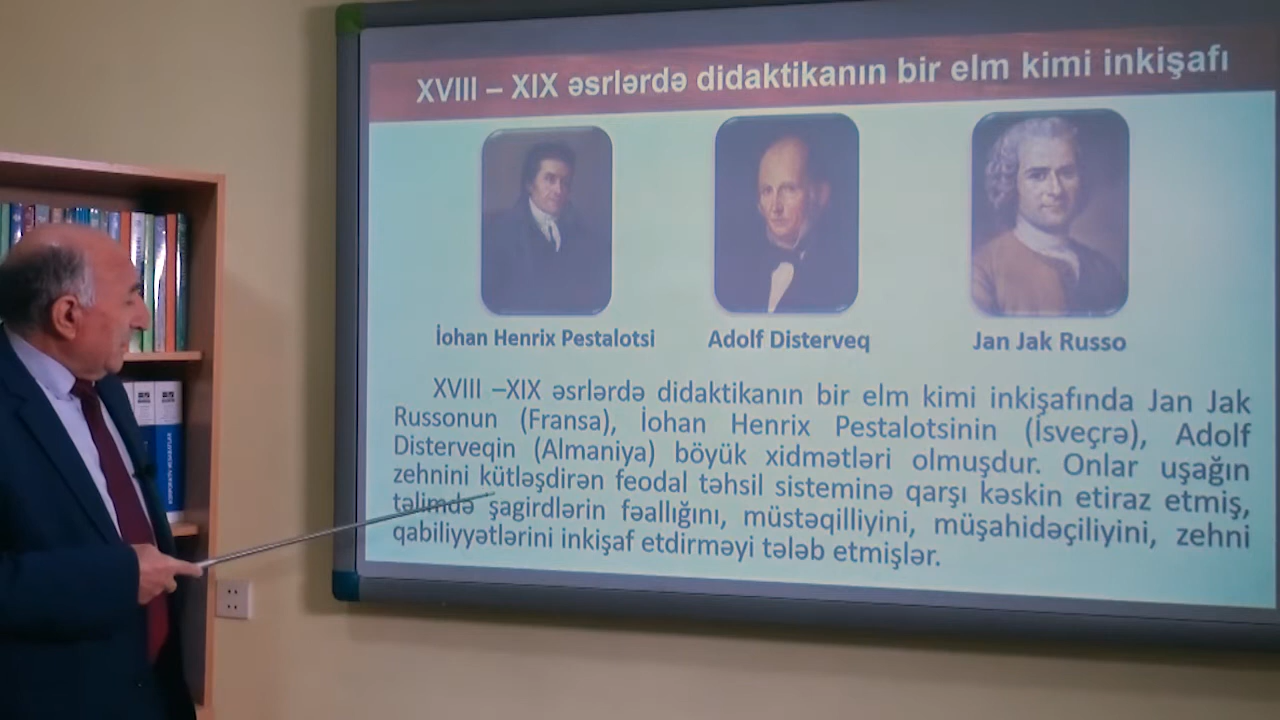 XVIII – XIX əsrlərdə didaktikanın bir elm kimi inkişafı
İohan Henrix Pestalotsi
Adolf Disterveq
Jan Jak Russo
XVIII –XIX əsrlərdə didaktikanın bir elm kimi inkişafında Jan Jak
Russonun (Fransa), İohan Henrix Pestalotsinin (İsveçrə), Adolf
Disterveqin (Almaniya) böyük xidmətləri olmuşdur. Onlar uşağın
zehnini kütləşdirən feodal təhsil sisteminə qarşı kəskin etiraz etmiş,
təlimdə şagirdlərin fəallığını, müstəqilliyini, müşahidəçiliyini, zehni
qabiliyyətlərini inkişaf etdirməyi tələb etmişlər.